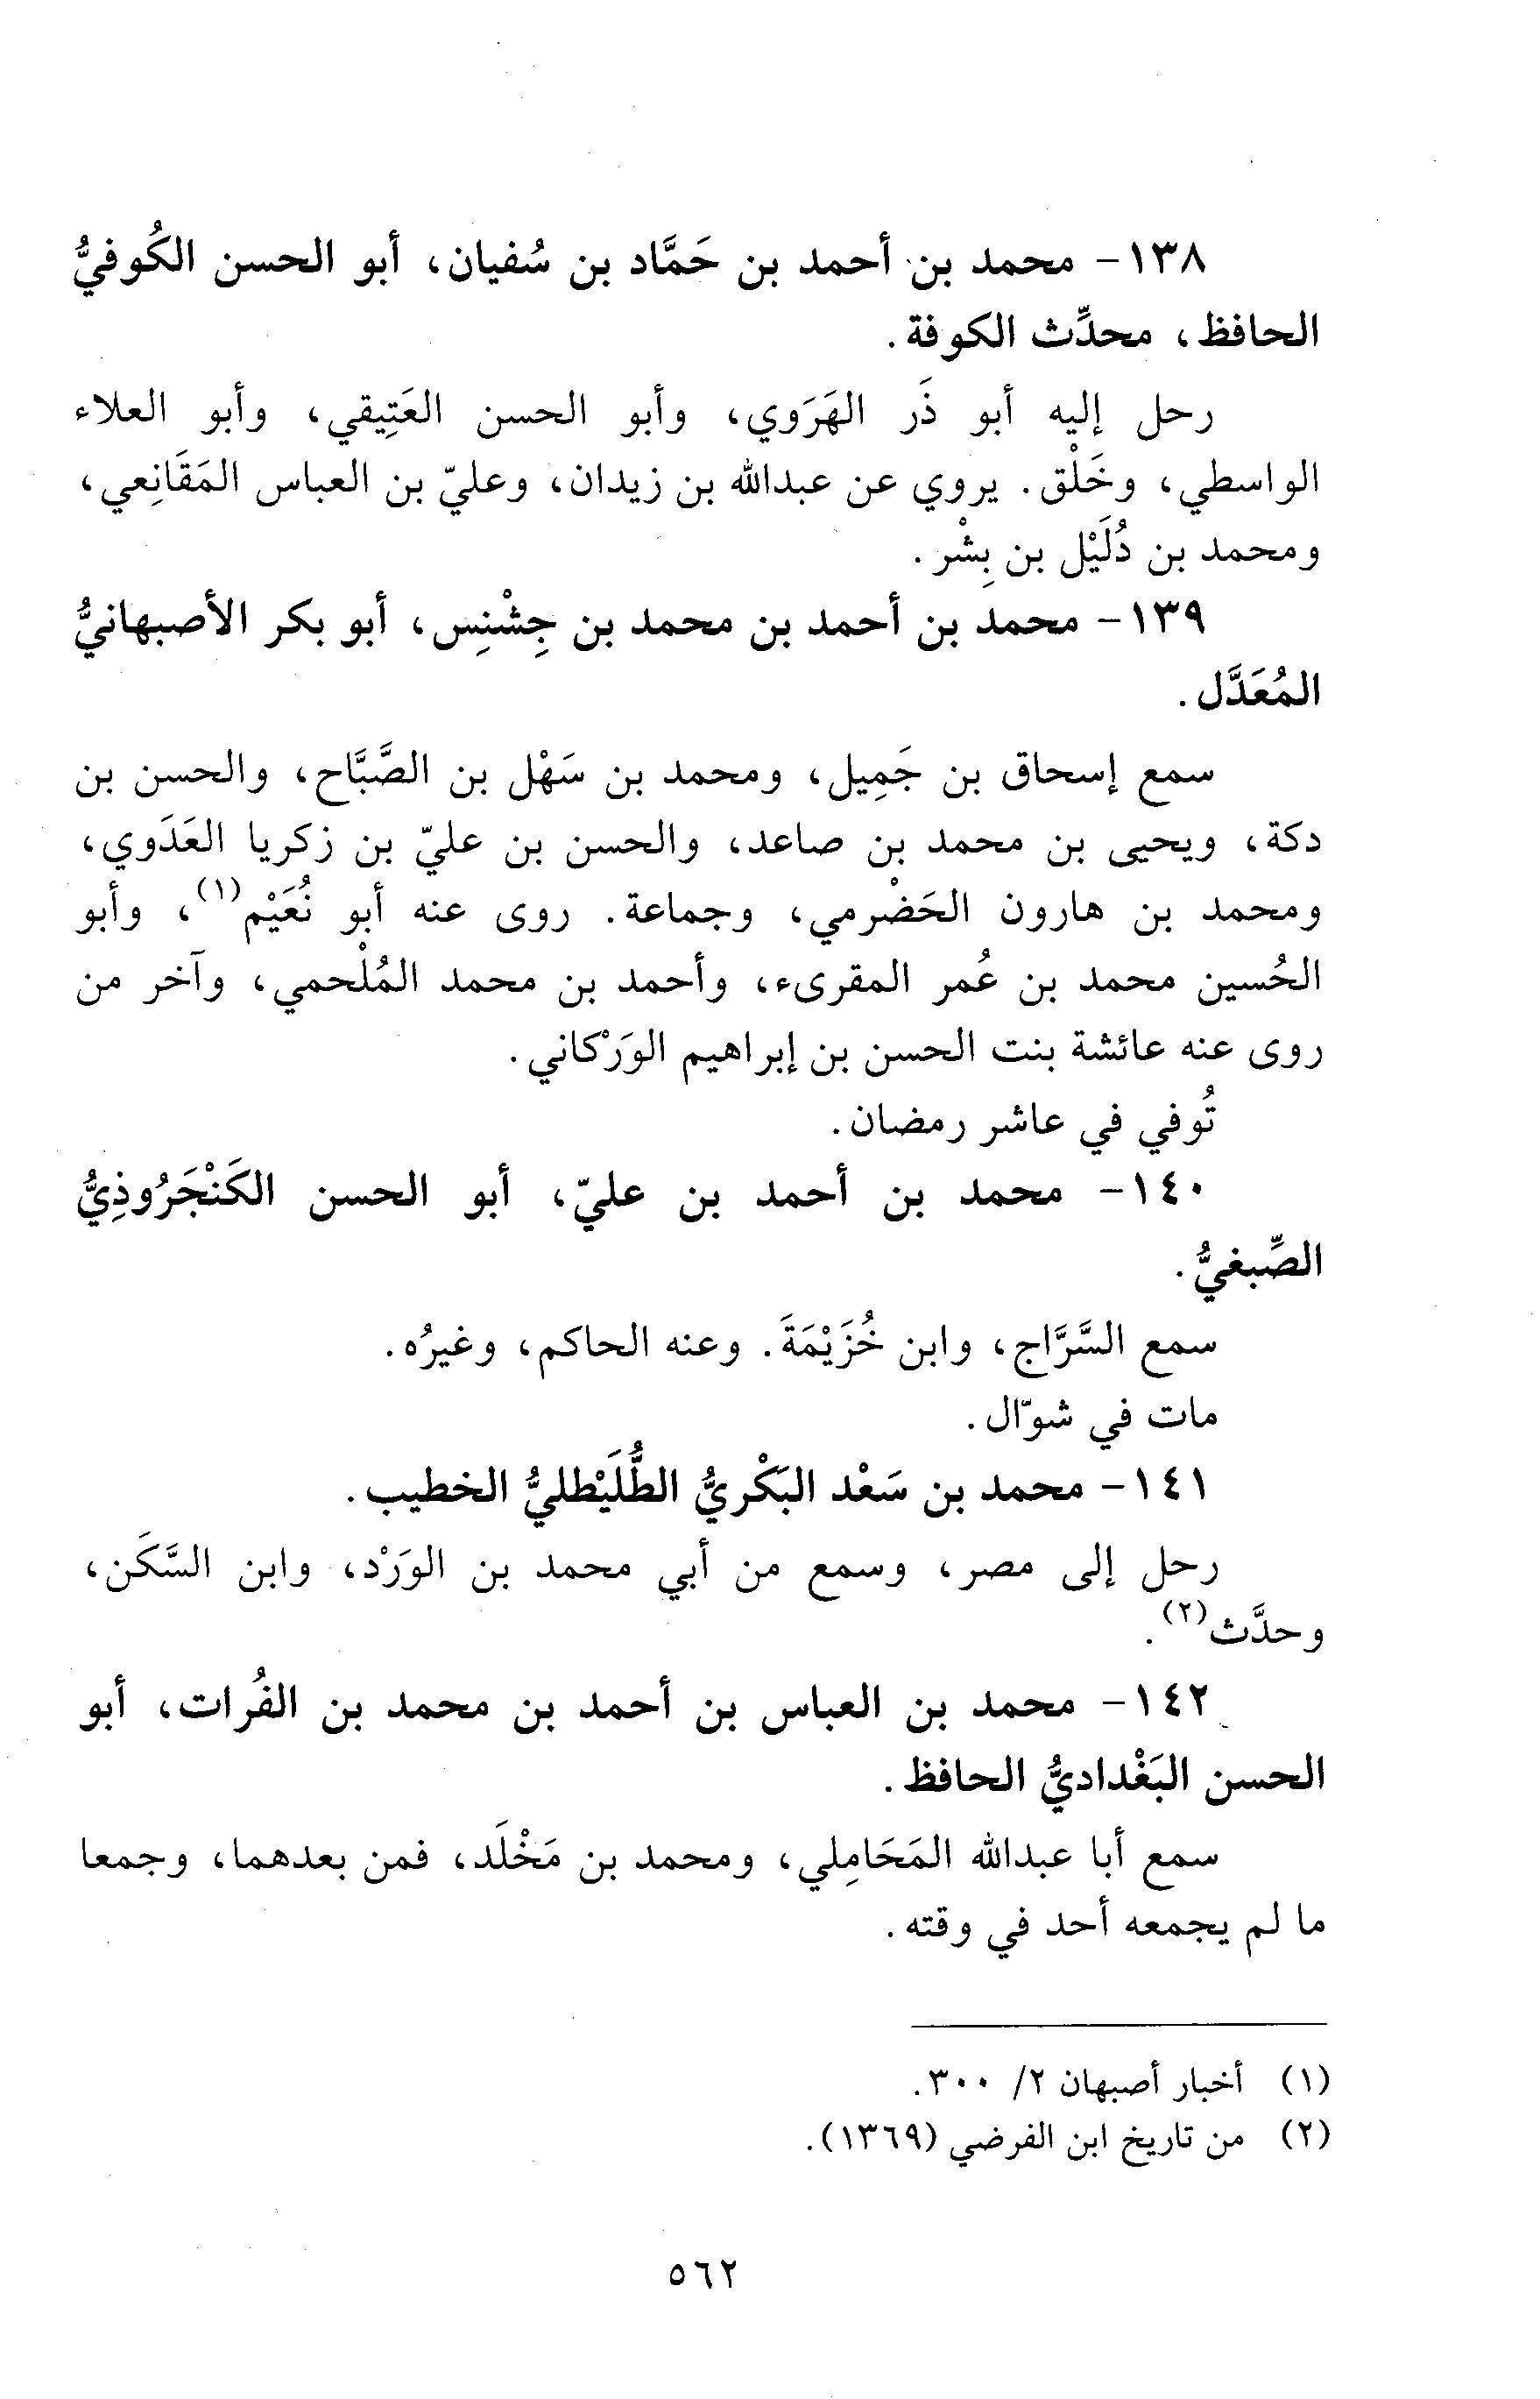 ١٣٨- محمد بن أحمد بن حَمَّاد بن سُفيان، أبو الحسن الكُوفيُّ
الحافظ، محدِّث الكوفة.
رحل إليه أبو ذَر الهَرَوي، وأبو الحسن العَتِيقي، وأبو العلاء
الواسطي، وخَلْق. يروي عن عبدالله بن زيدان، وعليّ بن العباس المَقَانِعي،
ومحمد بن دُلَيْل بن بِشْر.
١٣٩- محمد بن أحمد بن محمد بن جِشْنِس، أبو بكر الأصبهانيُّ
المُعَدَّل.
سمع إسحاق بن جَمِيل، ومحمد بن سَهْل بن الصَّبَّاح، والحسن بن
دكة، ويحيى بن محمد بن صاعد، والحسن بن عليّ بن زكريا العَدَوي،
ومحمد بن هارون الحَضْرمي، وجماعة. روى عنه أبو نُعَيْم(١)، وأبو
الحُسين محمد بن عُمر المقرىء، وأحمد بن محمد المُلْحمي، وآخر من
روى عنه عائشة بنت الحسن بن إبراهيم الوَرْكاني.
تُوفي في عاشر رمضان.
١٤٠- محمد بن أحمد بن عليّ، أبو الحسن الكَنْجَرُوذِيُّ
الصِّبغيُّ.
سمع السَّرَّاج، وابن خُزَيْمَةَ. وعنه الحاكم، وغيرُه.
مات في شوّال.
١٤١- محمد بن سَعْد البَكْريُّ الطُّلَيْطليُّ الخطيب.
رحل إلى مصر، وسمع من أبي محمد بن الوَرْد، وابن السَّكَن،
وحدَّث(٢).
١٤٢- محمد بن العباس بن أحمد بن محمد بن الفُرات، أبو
الحسن البَغْداديُّ الحافظ.
سمع أبا عبدالله المَحَامِلي، ومحمد بن مَخْلَد، فمن بعدهما، وجمعا
ما لم يجمعه أحد في وقته.
(١) أخبار أصبهان ٢/ ٣٠٠.
(٢) من تاريخ ابن الفرضي (١٣٦٩).
٥٦٢